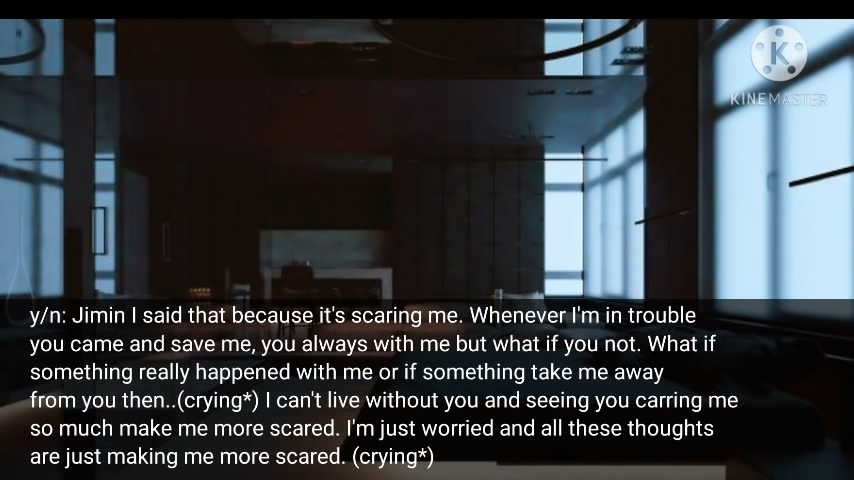 K
KINEMASTER
y/n: Jimin I said that because it's scaring me. Whenever I'm in trouble
you came and save me, you always with me but what if you not. What if
something really happened with me or if something take me away
from you then..(crying*) I can't live without you and seeing you carring me
so much make me more scared. I'm just worried and all these thoughts
are just making me more scared. (crying*)